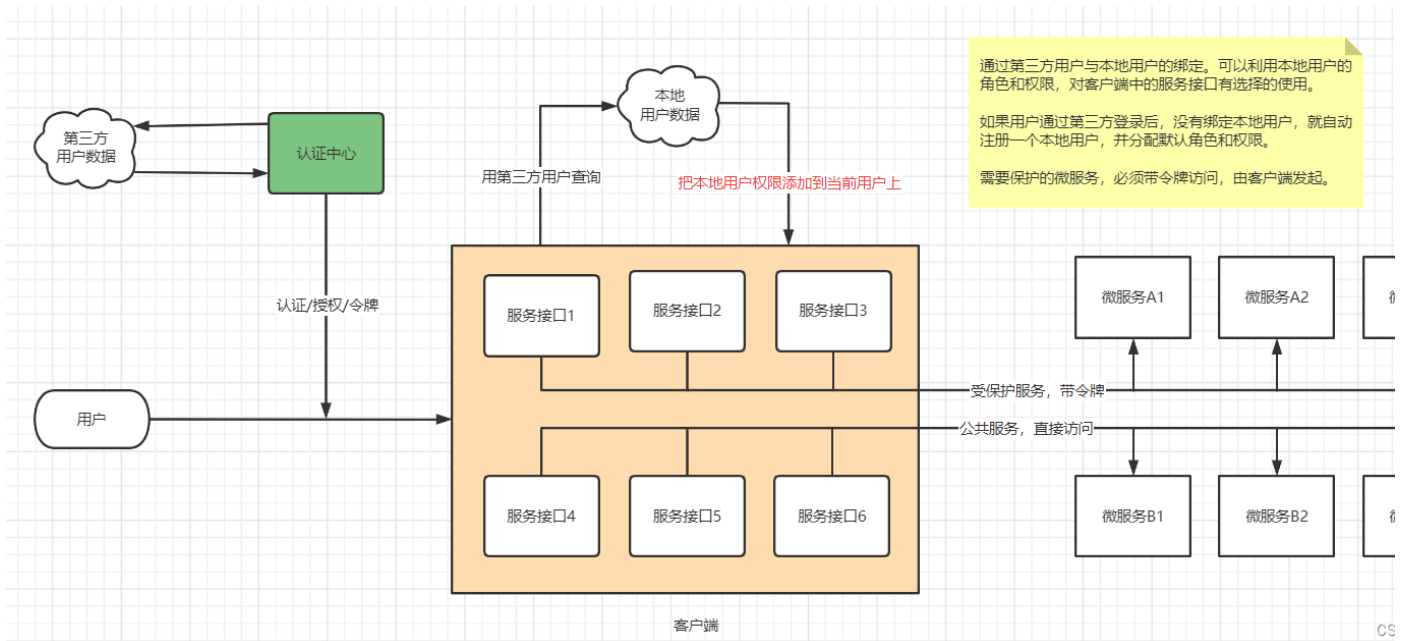 通过第三方用户与本地用户的绑定。可以利用本地用户的
角色和权限，对客户端中的服务接口有选择的使用。
如果用户通过第三方登录后，没有绑定本地用户，就自动
注册一个本地用户，并分配默认角色和权限。
需要保护的微服务，必须带令牌访问，由客户端发起。
第三方
用户数据
认证中心
本地
用户数据
用第三方用户查询
把本地用户权限添加到当前用户上
认证/授权/令牌
用户
服务接口1
服务接口2
服务接口3
微服务A1
微服务A2
受保护服务，带令牌
公共服务，直接访问
服务接口4
服务接口5
服务接口6
微服务B1
微服务B2
客户端
CS